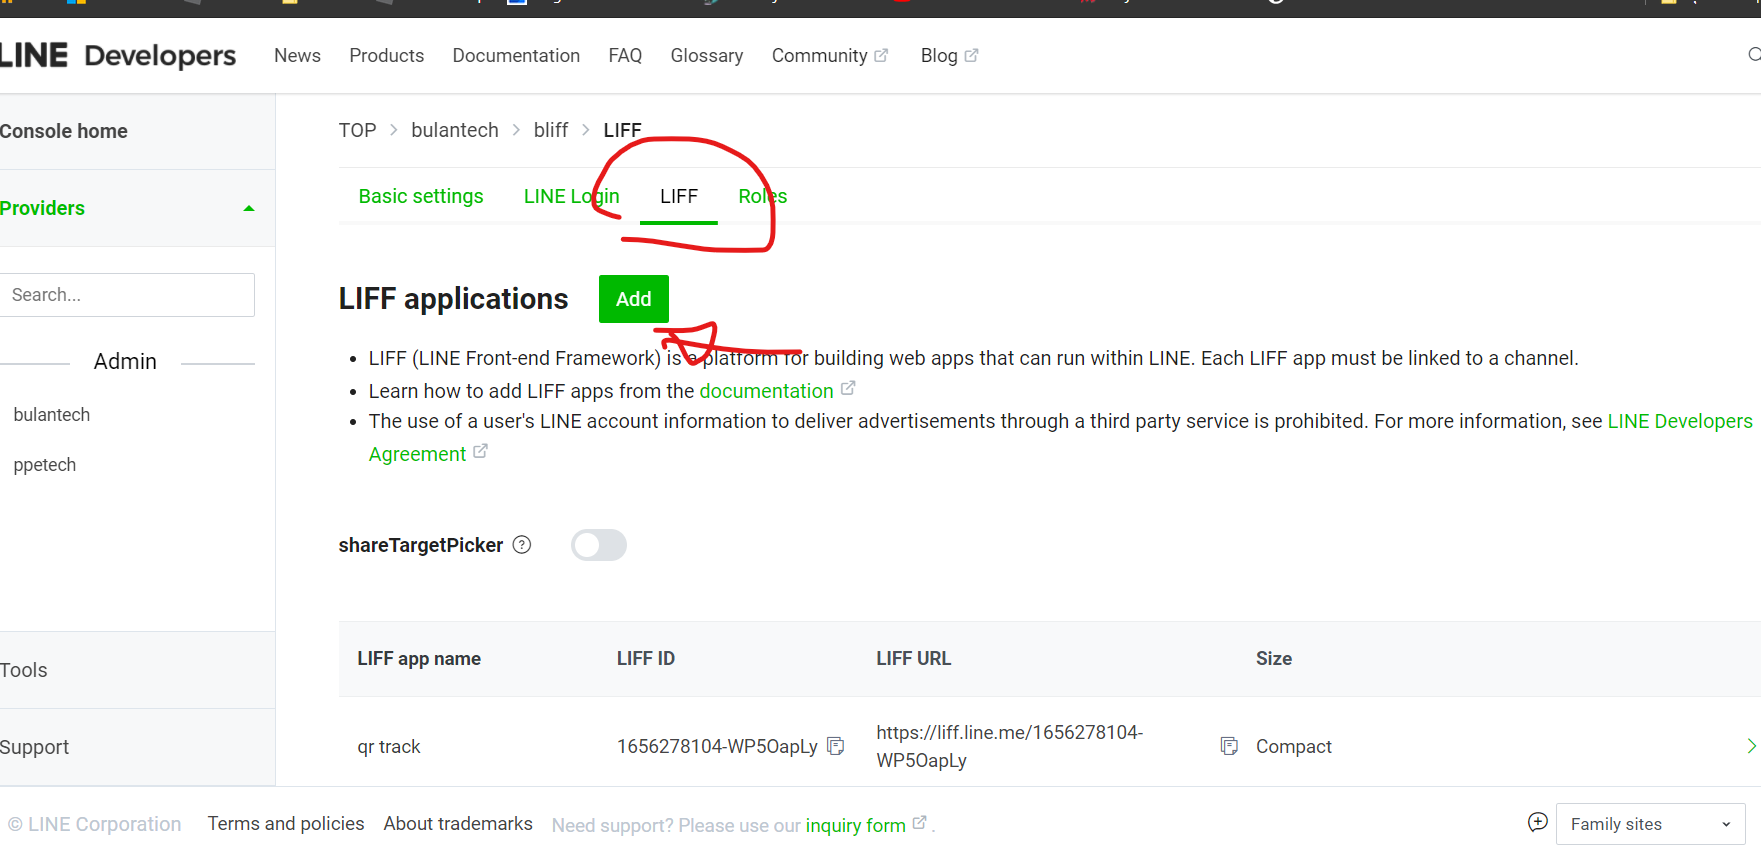 LINE Developers
News Products Documentation FAQ Glossary Community Blog
Console home
Providers
Search...
Admin
bulantech
ppetech
Tools
Support
TOP > bulantech > bliff > LIFF
Basic settings LINE Login LIFF Roles
LIFF applications Add
• LIFF (LINE Front-end Framework) is a platform for building web apps that can run within LINE. Each LIFF app must be linked to a channel.
• Learn how to add LIFF apps from the documentation
• The use of a user's LINE account information to deliver advertisements through a third party service is prohibited. For more information, see LINE Developers
Agreement
shareTargetPicker ?
LIFF app name LIFF ID LIFF URL Size
qr track 1656278104-WP5OapLy https://liff.line.me/1656278104- Compact
WP5OapLy
© LINE Corporation Terms and policies About trademarks Need support? Please use our inquiry form . Family sites